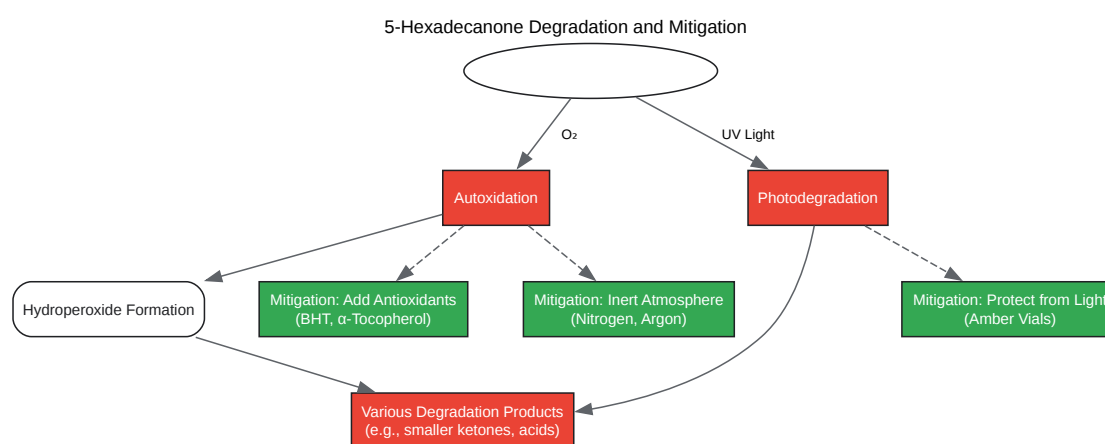 5-Hexadecanone Degradation and Mitigation
O₂
UV Light
Autoxidation
Photodegradation
Hydroperoxide Formation
Mitigation: Add Antioxidants
(BHT, α-Tocopherol)
Mitigation: Inert Atmosphere
(Nitrogen, Argon)
Mitigation: Protect from Light
(Amber Vials)
Various Degradation Products
(e.g., smaller ketones, acids)